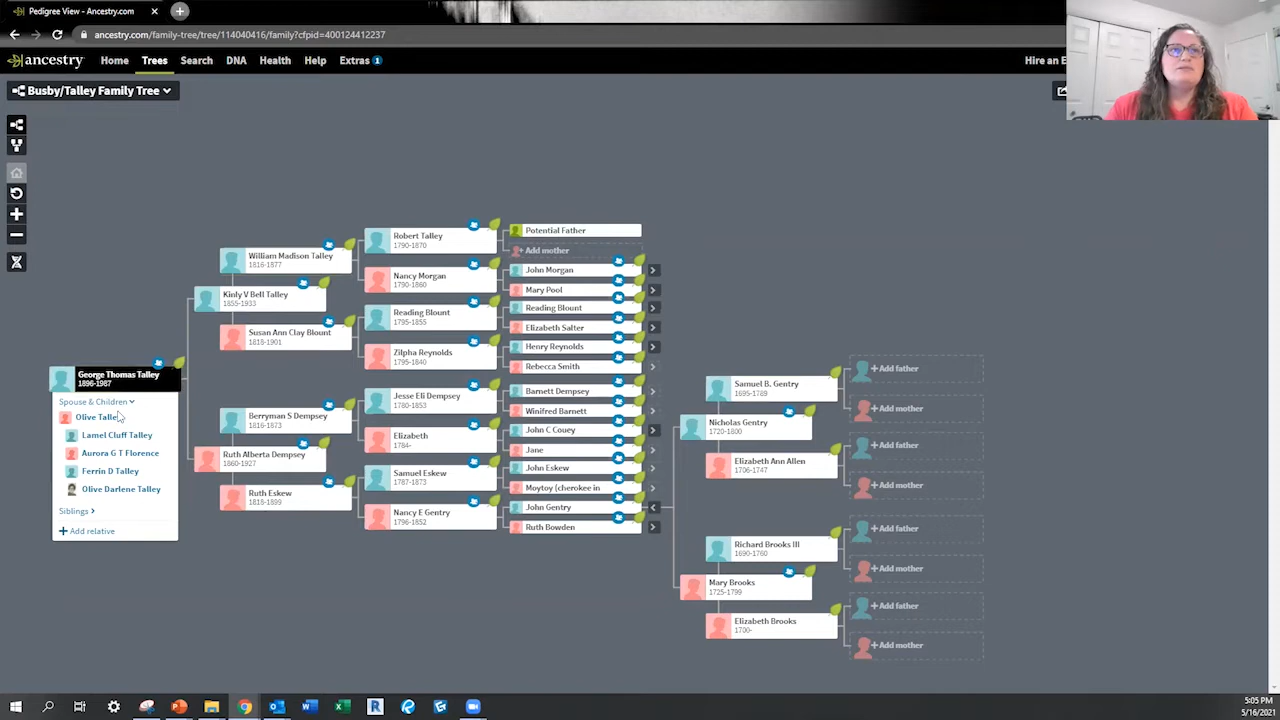 Pedigree View - Ancestry.com
ancestry.com/family-tree/tree/114040416/family?cfpid=400124411237
ancestry
Home
Trees
Search
DNA
Health
Help
Extras 1
Hire an E
Busby/Talley Family Tree
George Thomas Talley
1896-1987
Spouse & Children
Olive Talle
Lamel Cluff Talley
Aurora G T Florence
Ferrin D Talley
Olive Darlene Talley
Siblings
Add relative
William Madison Talley
1816-1877
Kinly V Bell Talley
1855-1933
Susan Ann Clay Blount
1818-1901
Berryman S Dempsey
1816-1873
Ruth Alberta Dempsey
1860-1927
Ruth Eskew
1818-1899
Robert Talley
1790-1870
Nancy Morgan
1790-1860
Reading Blount
1795-1855
Zilpha Reynolds
1795-1840
Jesse Eli Dempsey
1780-1853
Elizabeth
1784-
Samuel Eskew
1787-1873
Nancy E Gentry
1796-1852
Potential Father
Add mother
John Morgan
Mary Pool
Reading Blount
Elizabeth Salter
Henry Reynolds
Rebecca Smith
Barnett Dempsey
Winifred Barnett
John C Couey
Jane
John Eskew
Moytoy (cherokee in
John Gentry
Ruth Bowden
Samuel B. Gentry
1695-1789
Nicholas Gentry
1720-1800
Elizabeth Ann Allen
1706-1747
Richard Brooks III
1690-1760
Mary Brooks
1725-1799
Elizabeth Brooks
1700-
Add father
Add mother
Add father
Add mother
Add father
Add mother
Add father
Add mother
5:05 PM
5/16/2021